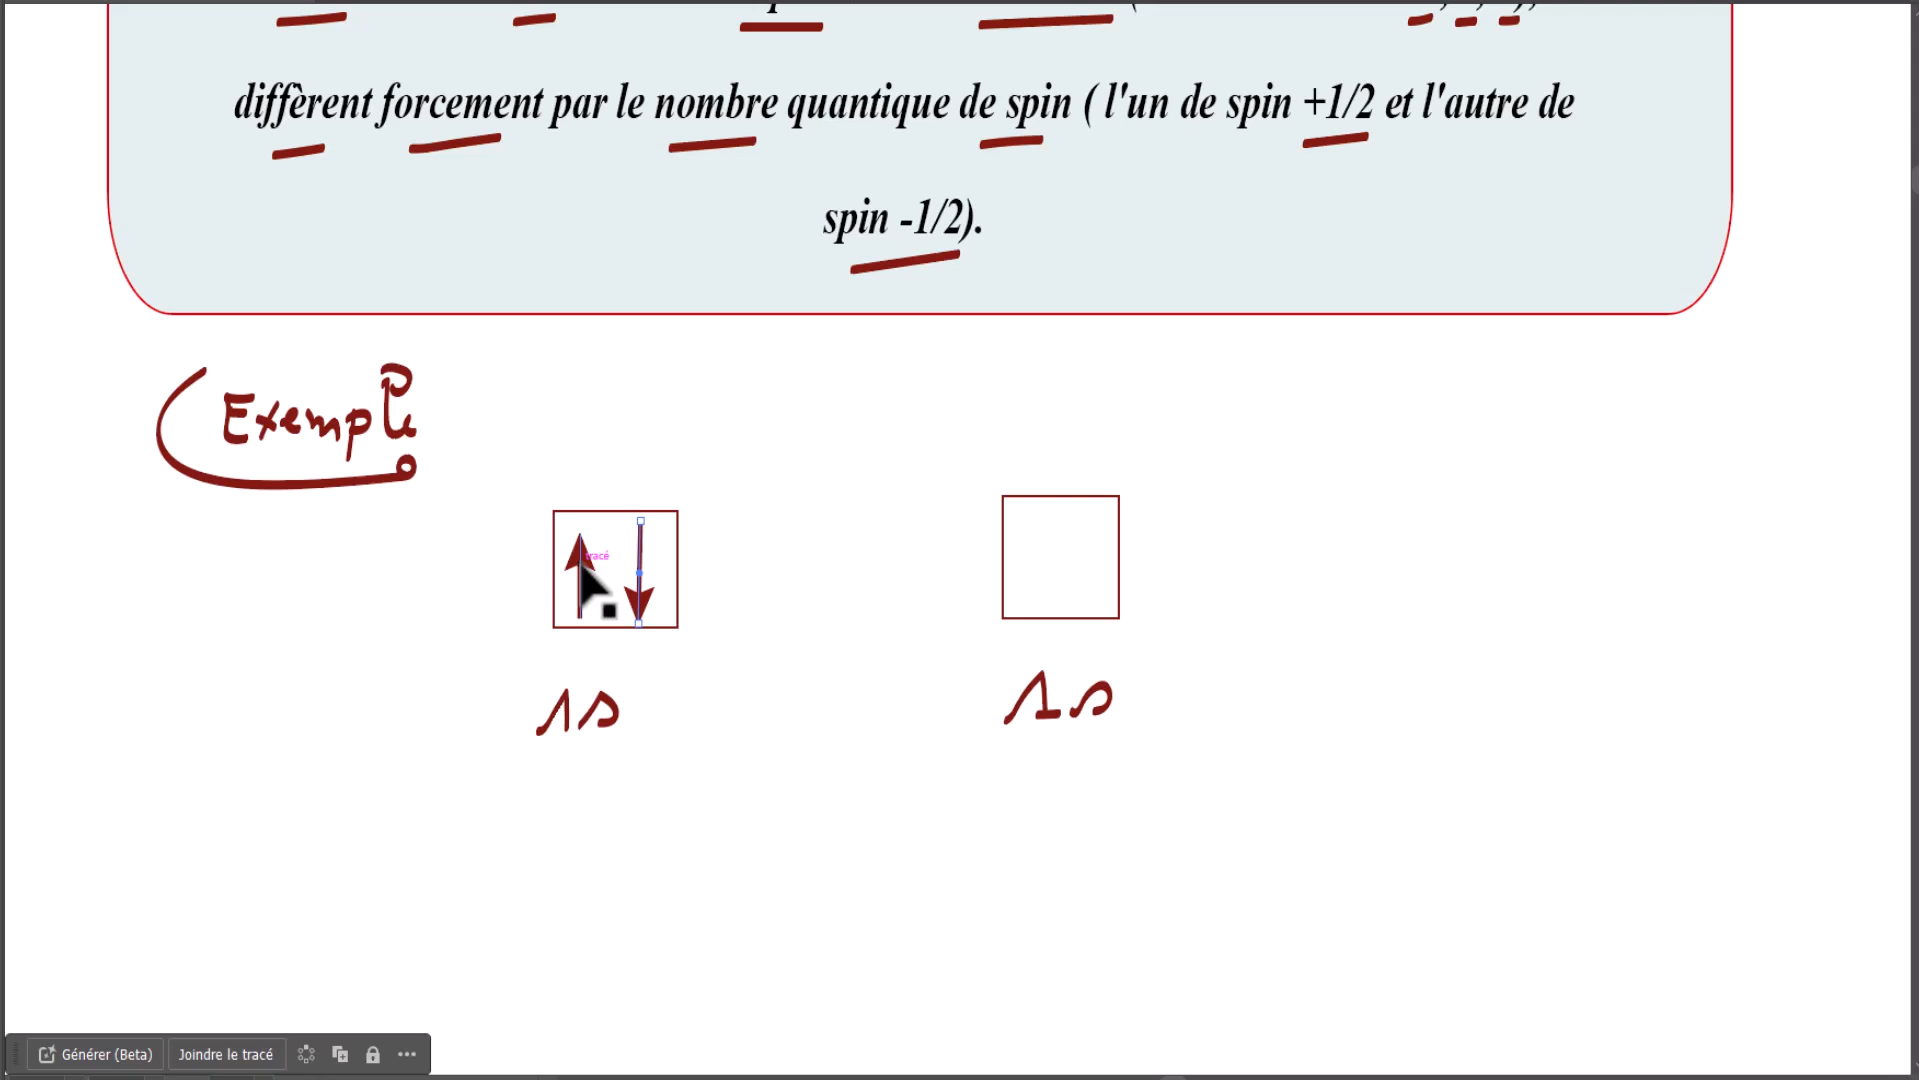 diffèrent forcement par le nombre quantique de spin ( l'un de spin +1/2 et l'autre de
spin -1/2).
Exemple
tracé
1s 1s
Générer (Beta) Joindre le tracé